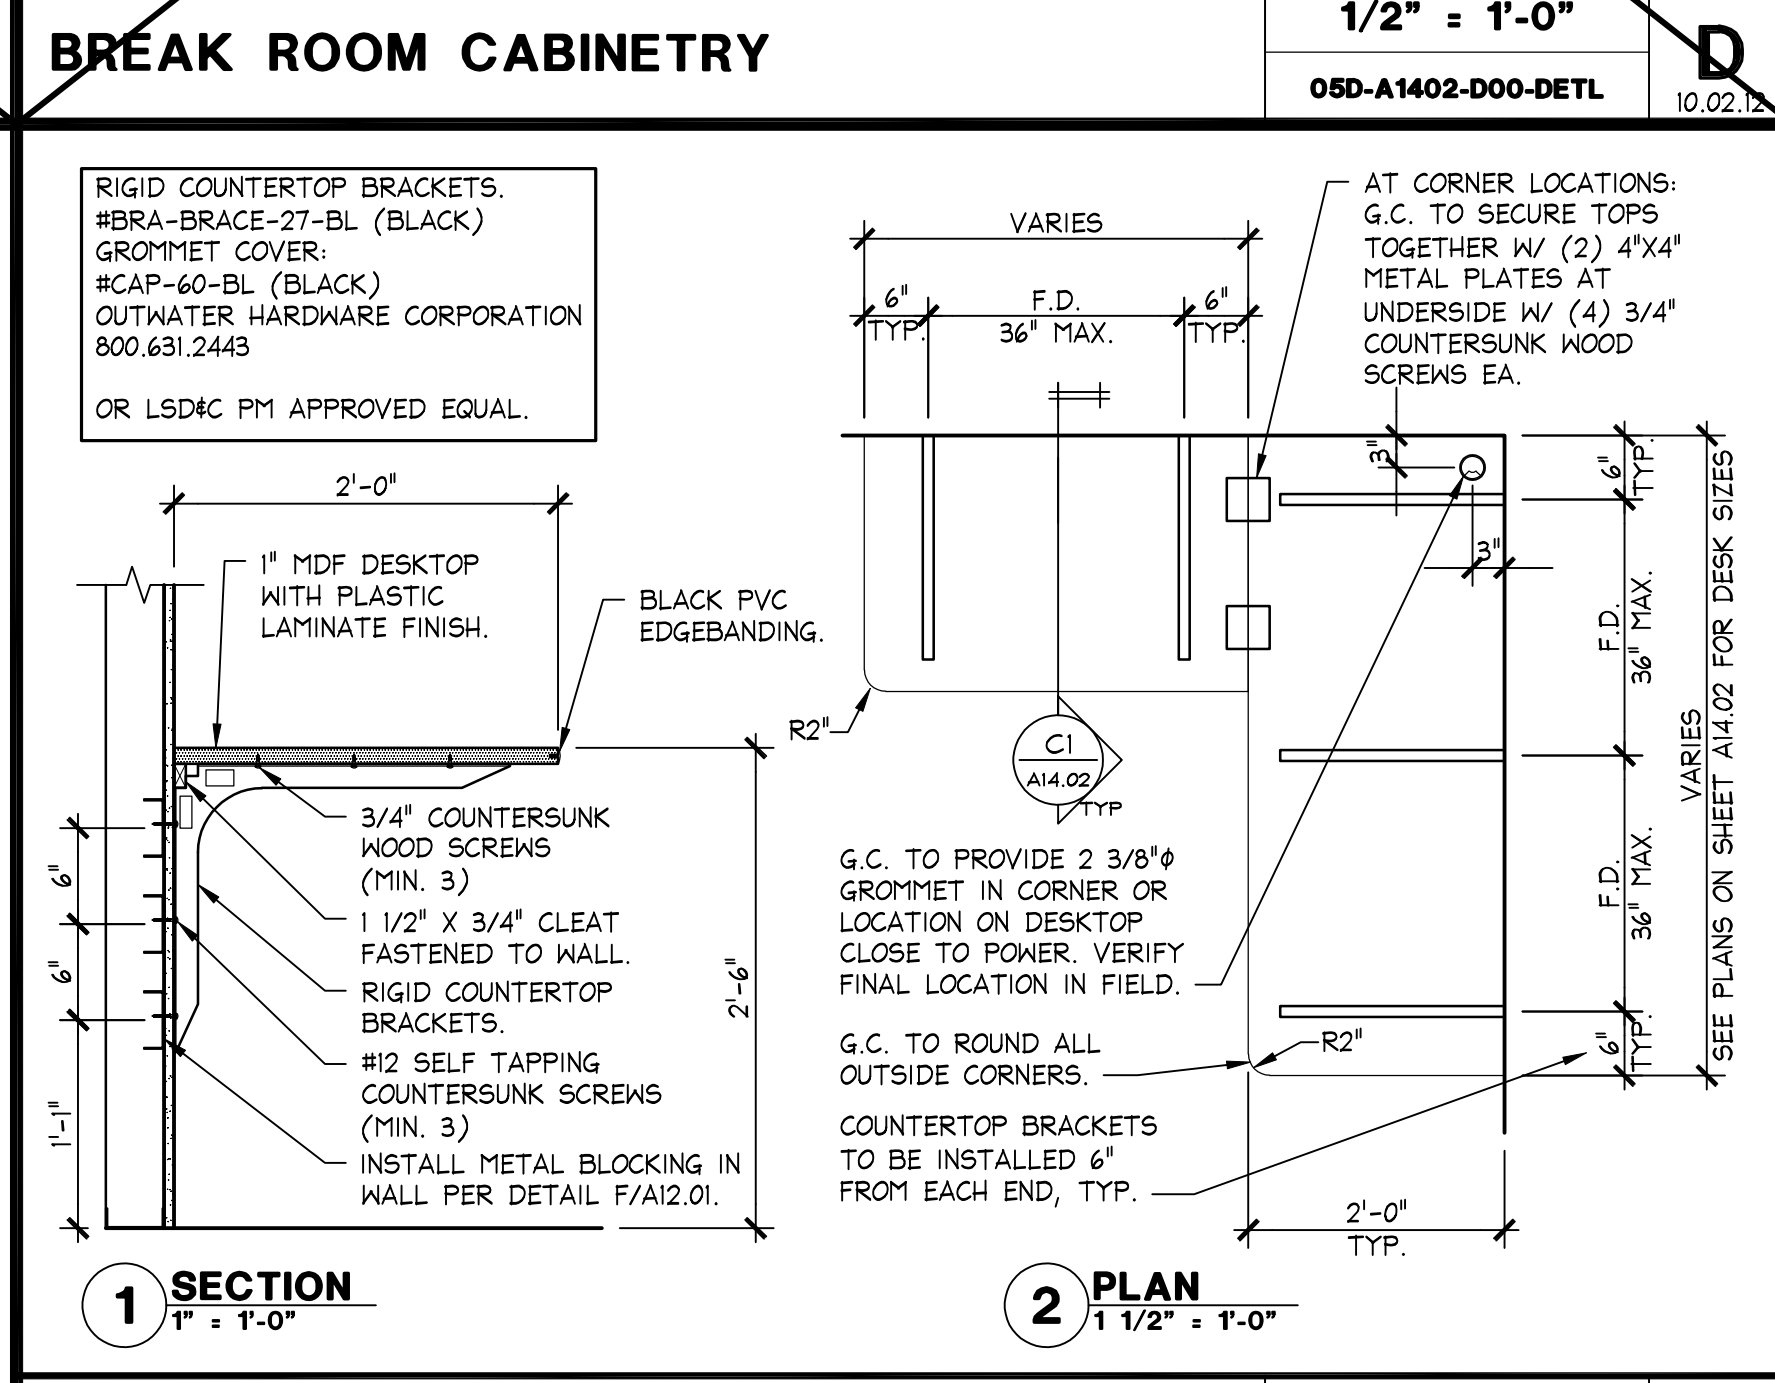 BREAK ROOM CABINETRY
1/2" = 1'-0"
05D-A1402-D00-DETL
D
10.02.12
RIGID COUNTERTOP BRACKETS.
#BRA-BRACE-27-BL (BLACK)
GROMMET COVER:
#CAP-60-BL (BLACK)
OUTWATER HARDWARE CORPORATION
800.631.2443
OR LSD&C PM APPROVED EQUAL.
2'-0"
1" MDF DESKTOP
WITH PLASTIC
LAMINATE FINISH.
BLACK PVC
EDGEBANDING.
3/4" COUNTERSUNK
WOOD SCREWS
(MIN. 3)
1 1/2" X 3/4" CLEAT
FASTENED TO WALL.
RIGID COUNTERTOP
BRACKETS.
#12 SELF TAPPING
COUNTERSUNK SCREWS
(MIN. 3)
INSTALL METAL BLOCKING IN
WALL PER DETAIL F/A12.01.
6"
6"
1'-1"
2'-6"
1 SECTION
1" = 1'-0"
VARIES
6"
TYP.
F.D.
36" MAX.
6"
TYP.
AT CORNER LOCATIONS:
G.C. TO SECURE TOPS
TOGETHER W/ (2) 4"X4"
METAL PLATES AT
UNDERSIDE W/ (4) 3/4"
COUNTERSUNK WOOD
SCREWS EA.
3"
3"
R2"
C1
A14.02
TYP
G.C. TO PROVIDE 2 3/8"ϕ
GROMMET IN CORNER OR
LOCATION ON DESKTOP
CLOSE TO POWER. VERIFY
FINAL LOCATION IN FIELD.
G.C. TO ROUND ALL
OUTSIDE CORNERS.
R2"
COUNTERTOP BRACKETS
TO BE INSTALLED 6"
FROM EACH END, TYP.
6"
TYP.
F.D.
36" MAX.
F.D.
36" MAX.
6"
TYP.
VARIES
SEE PLANS ON SHEET A14.02 FOR DESK SIZES
2'-0"
TYP.
2 PLAN
1 1/2" = 1'-0"